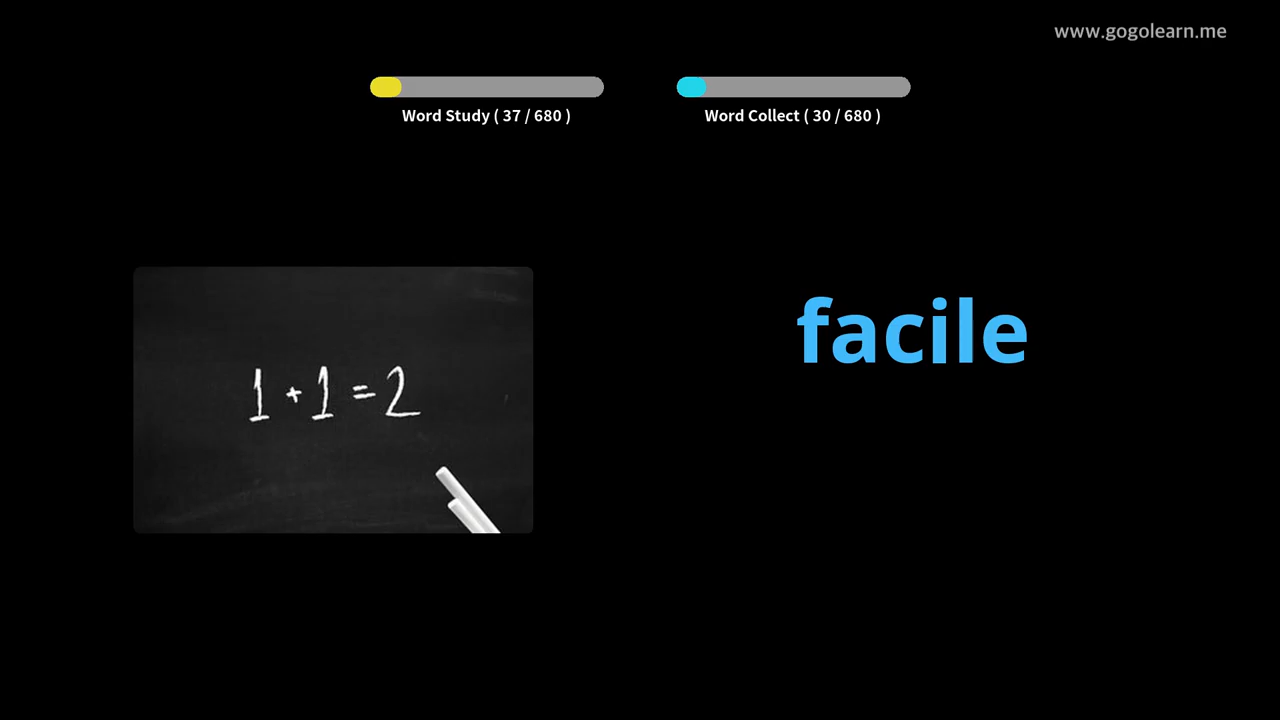 www.gogolearn.me
Word Study ( 37 / 680 )
Word Collect ( 30 / 680 )
1 + 1 = 2
facile